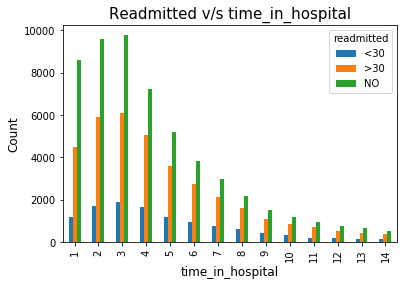 Readmitted v/s time_in_hospital
readmitted
<30
>30
NO
10000
8000
6000
4000
2000
0
Count
1 2 3 4 5 6 7 8 9 10 11 12 13 14
time_in_hospital